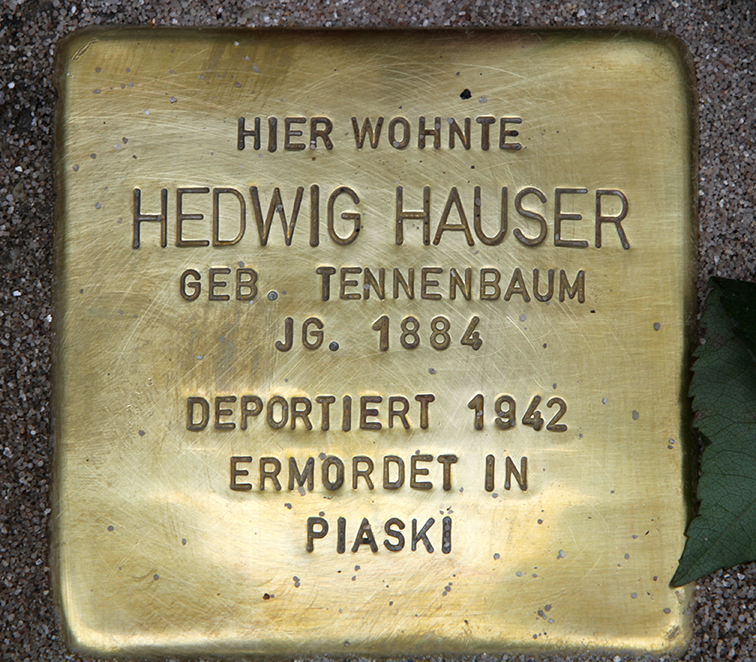 HIER WOHNTE
HEDWIG HAUSER
GEB. TENNENBAUM
JG. 1884
DEPORTIERT 1942
ERMORDET IN
PIASKI